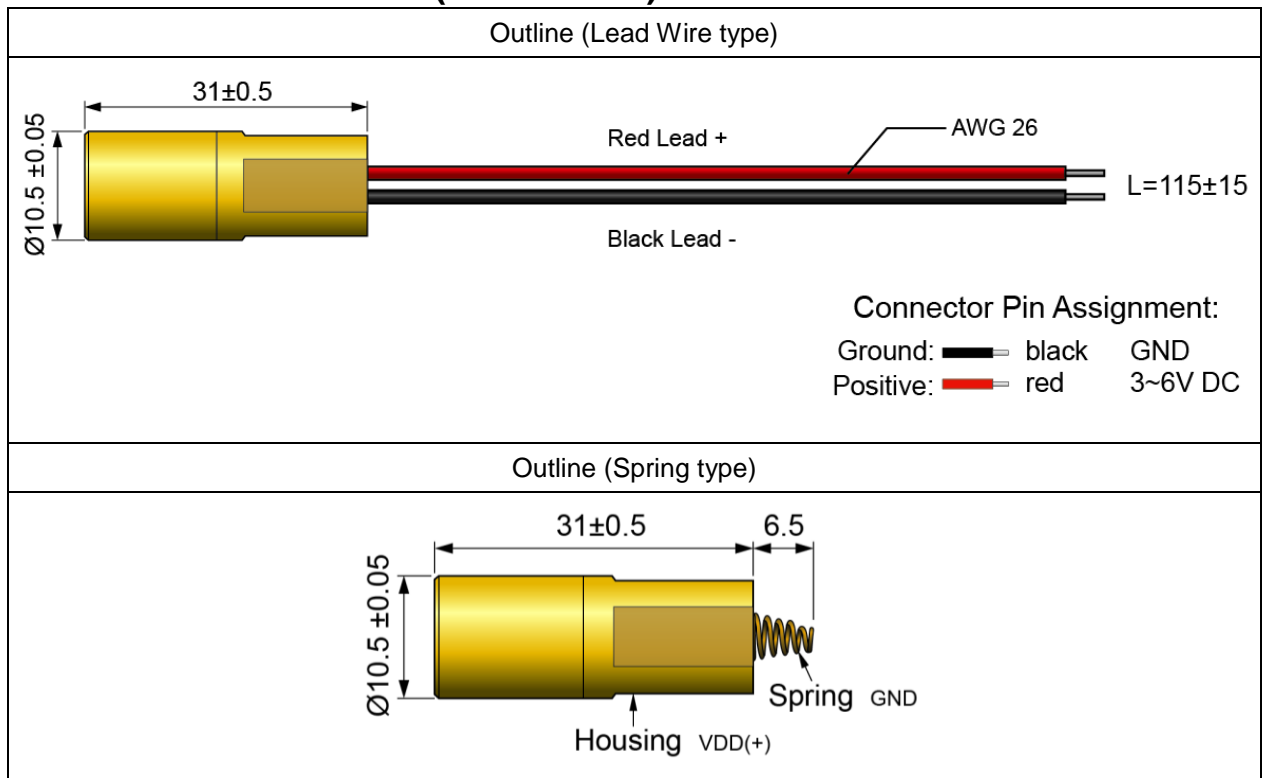 Outline (Lead Wire type)
31±0.5
Ø10.5 ±0.05
Red Lead +
AWG 26
L=115±15
Black Lead -
Connector Pin Assignment:
Ground: black GND
Positive: red 3~6V DC
Outline (Spring type)
31±0.5 6.5
Ø10.5 ±0.05
Spring GND
Housing VDD(+)